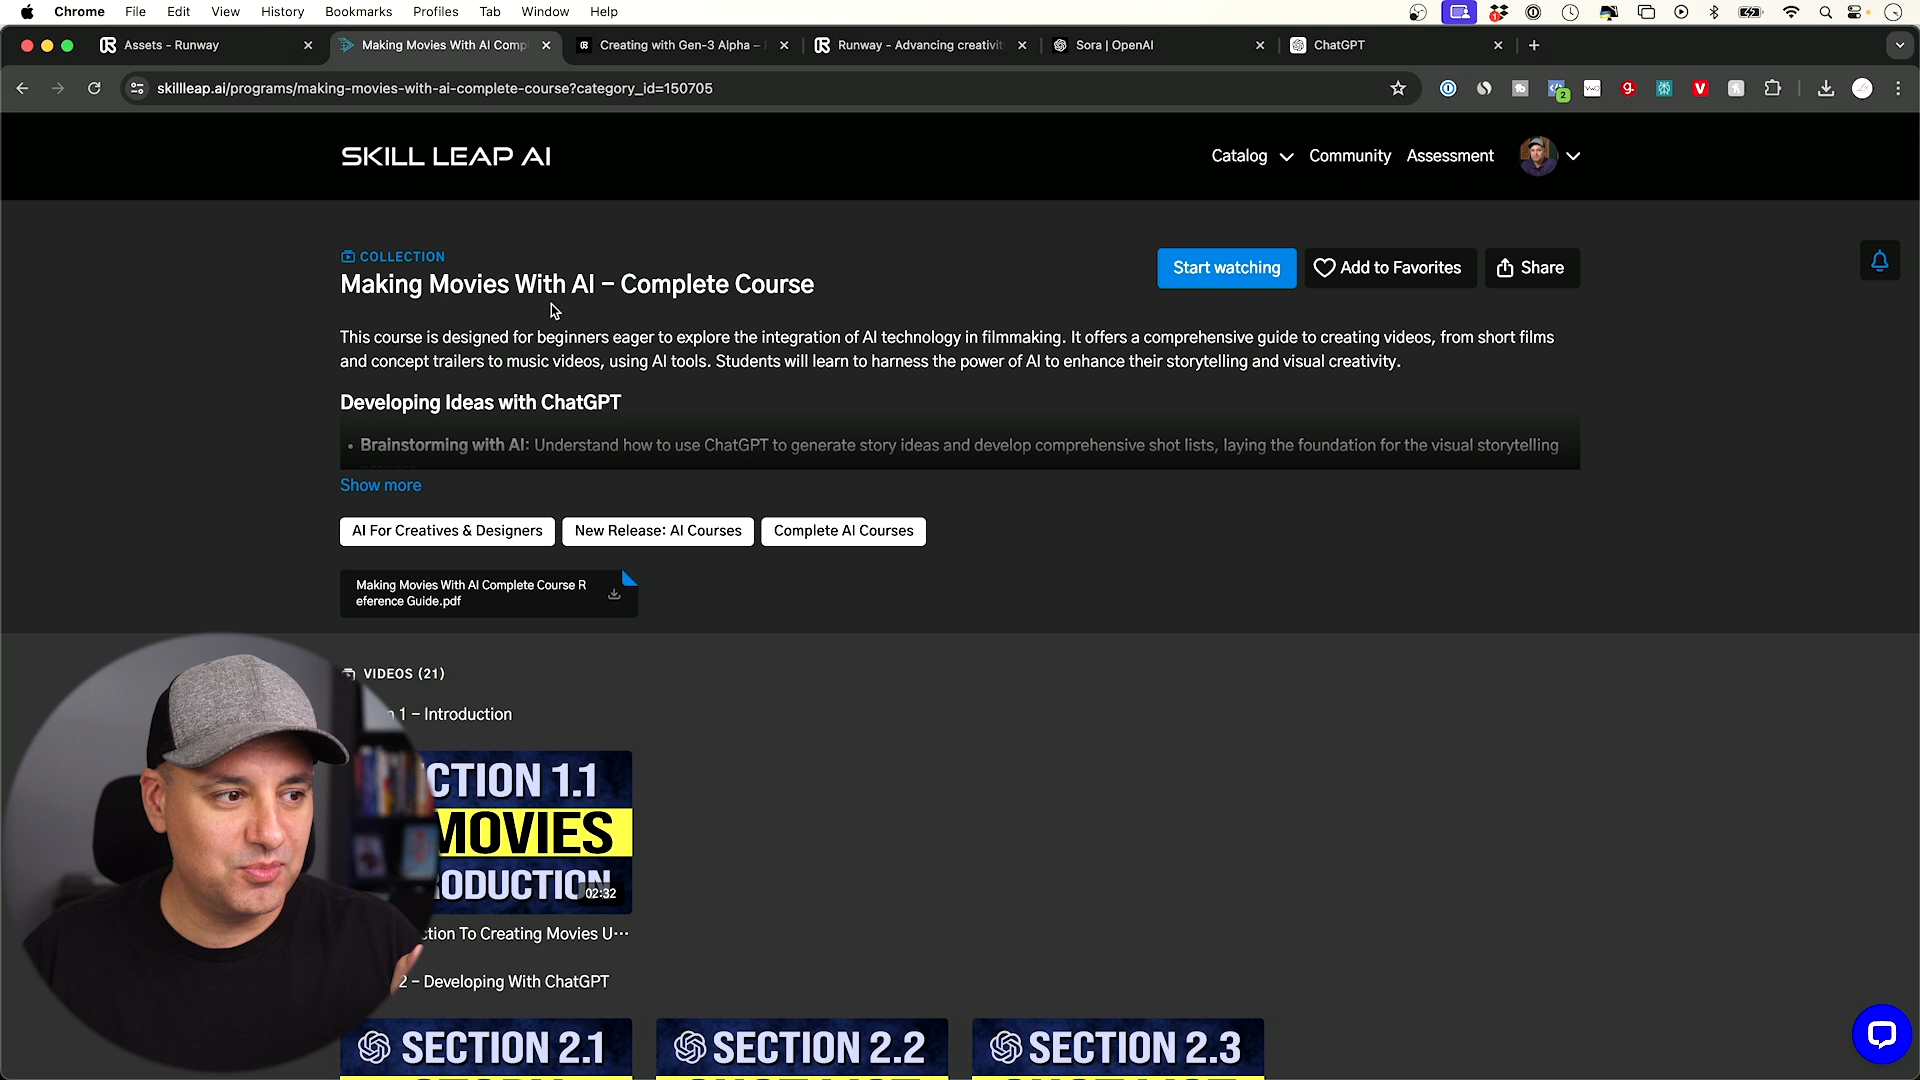 Chrome File Edit View History Bookmarks Profiles Tab Window Help
Assets - Runway
Making Movies With AI Comp
Creating with Gen-3 Alpha –
Runway - Advancing creativit
Sora | OpenAI
ChatGPT
skillleap.ai/programs/making-movies-with-ai-complete-course?category_id=150705
SKILL LEAP AI
Catalog Community Assessment
COLLECTION
Making Movies With AI – Complete Course
Start watching Add to Favorites Share
This course is designed for beginners eager to explore the integration of AI technology in filmmaking. It offers a comprehensive guide to creating videos, from short films
and concept trailers to music videos, using AI tools. Students will learn to harness the power of AI to enhance their storytelling and visual creativity.
Developing Ideas with ChatGPT
• Brainstorming with AI: Understand how to use ChatGPT to generate story ideas and develop comprehensive shot lists, laying the foundation for the visual storytelling
Show more
AI For Creatives & Designers New Release: AI Courses Complete AI Courses
Making Movies With AI Complete Course R
eference Guide.pdf
VIDEOS (21)
1 – Introduction
CTION 1.1
MOVIES
RODUCTION
02:32
ction To Creating Movies U···
2 – Developing With ChatGPT
SECTION 2.1
SECTION 2.2
SECTION 2.3